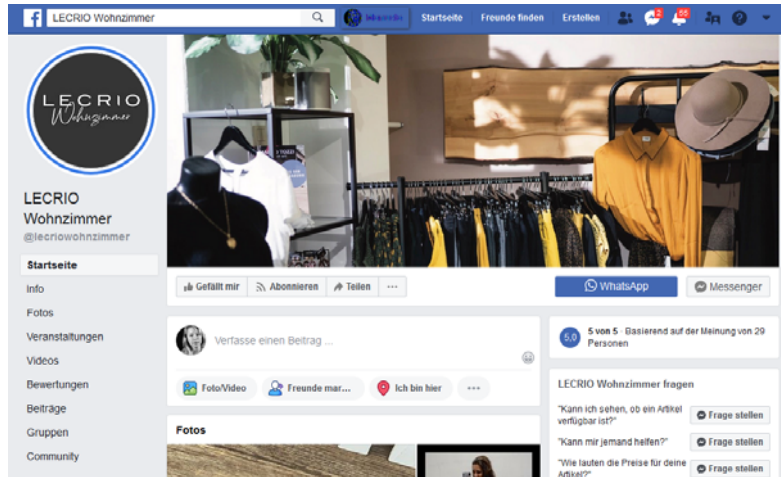 LECRIO Wohnzimmer
Startseite
Freunde finden
Erstellen
2
LECRIO
Wohnzimmer
LECRIO
Wohnzimmer
@lecriowohnzimmer
Startseite
Info
Fotos
Veranstaltungen
Videos
Bewertungen
Beiträge
Gruppen
Community
Gefällt mir
Abonnieren
Teilen
WhatsApp
Messenger
Verfasse einen Beitrag ...
Foto/Video
Freunde mar...
Ich bin hier
Fotos
5,0
5 von 5 · Basierend auf der Meinung von 29
Personen
LECRIO Wohnzimmer fragen
"Kann ich sehen, ob ein Artikel
verfügbar ist?"
Frage stellen
"Kann mir jemand helfen?"
Frage stellen
"Wie lauten die Preise für deine
Artikel?"
Frage stellen